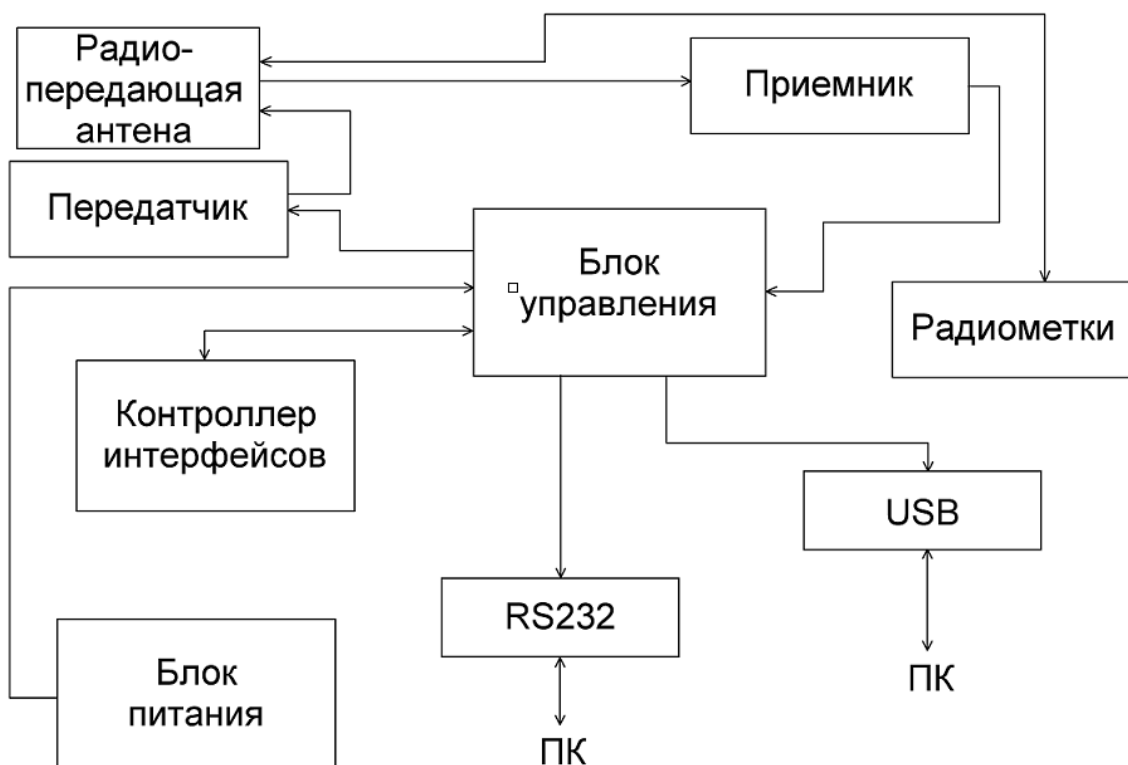 Радио-
передающая
антена
Приемник
Передатчик
Блок
управления
Радиометки
Контроллер
интерфейсов
USB
RS232
Блок
питания
ПК
ПК